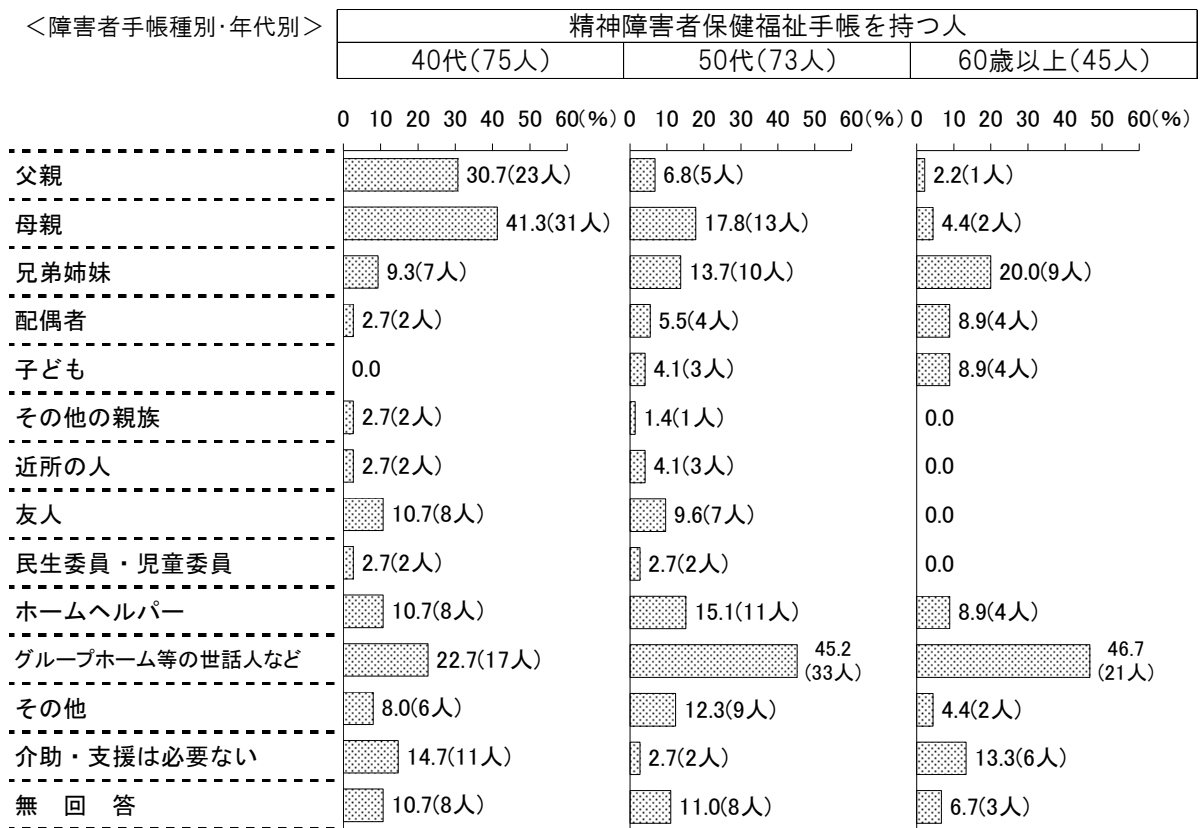 ＜障害者手帳種別･年代別＞
精神障害者保健福祉手帳を持つ人
40代(75人) 50代(73人) 60歳以上(45人)
0 10 20 30 40 50 60(%) 0 10 20 30 40 50 60(%) 0 10 20 30 40 50 60(%)
父親 30.7(23人) 6.8(5人) 2.2(1人)
母親 41.3(31人) 17.8(13人) 4.4(2人)
兄弟姉妹 9.3(7人) 13.7(10人) 20.0(9人)
配偶者 2.7(2人) 5.5(4人) 8.9(4人)
子ども 0.0 4.1(3人) 8.9(4人)
その他の親族 2.7(2人) 1.4(1人) 0.0
近所の人 2.7(2人) 4.1(3人) 0.0
友人 10.7(8人) 9.6(7人) 0.0
民生委員・児童委員 2.7(2人) 2.7(2人) 0.0
ホームヘルパー 10.7(8人) 15.1(11人) 8.9(4人)
グループホーム等の世話人など 22.7(17人) 45.2(33人) 46.7(21人)
その他 8.0(6人) 12.3(9人) 4.4(2人)
介助・支援は必要ない 14.7(11人) 2.7(2人) 13.3(6人)
無　回　答 10.7(8人) 11.0(8人) 6.7(3人)